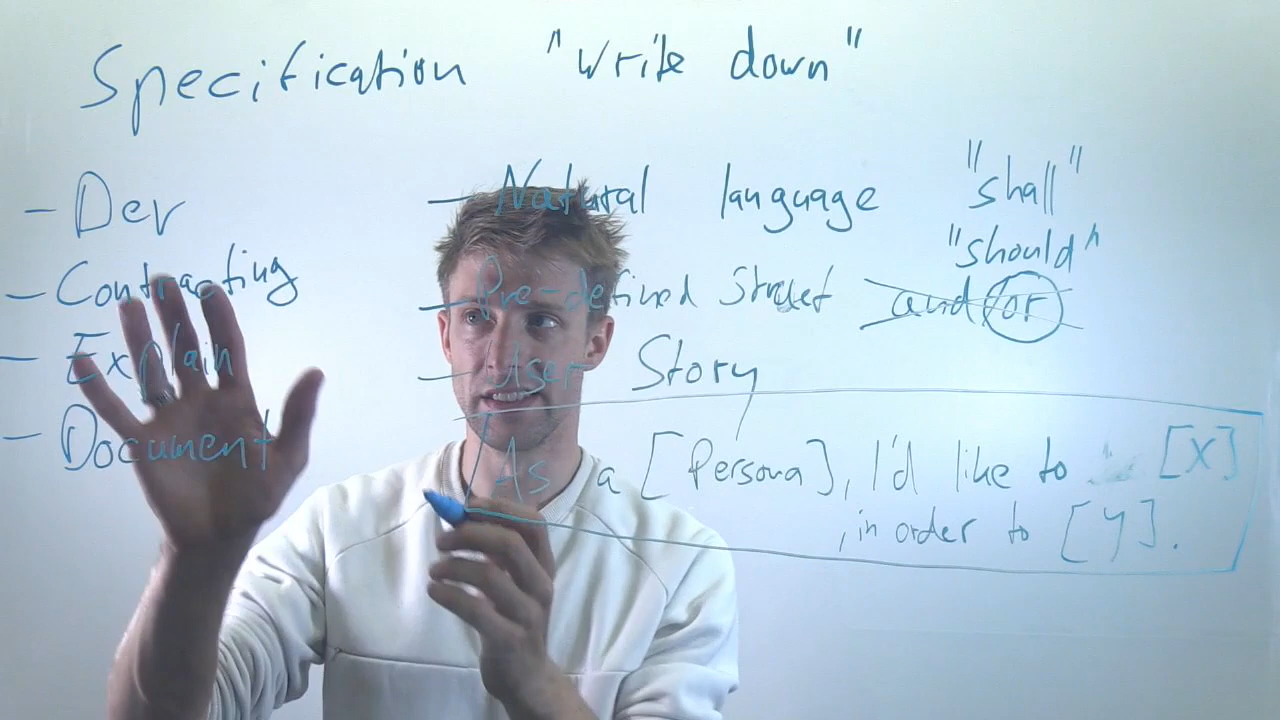 Specification "write down"
- Dev
- Contracting
- Explain
- Document
- Natural language "shall"
"should"
- Pre-defined Struct and/or
- User Story
As a [Persona], I'd like to [X]
, in order to [Y].